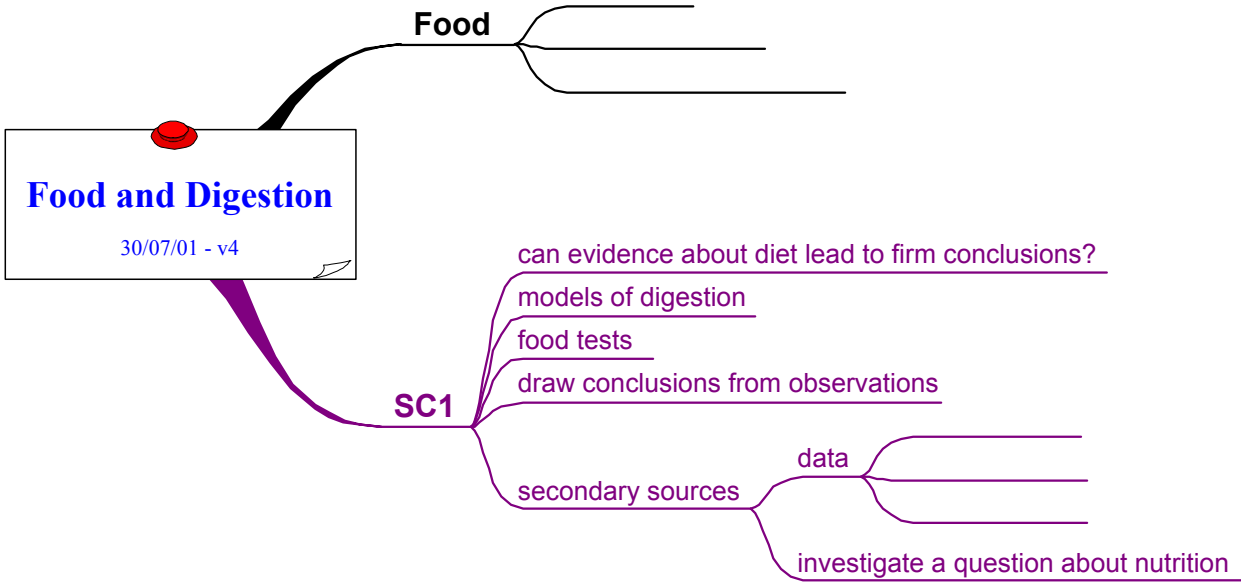 Food
Food and Digestion
30/07/01 - v4
can evidence about diet lead to firm conclusions?
models of digestion
food tests
draw conclusions from observations
SC1
data
secondary sources
investigate a question about nutrition